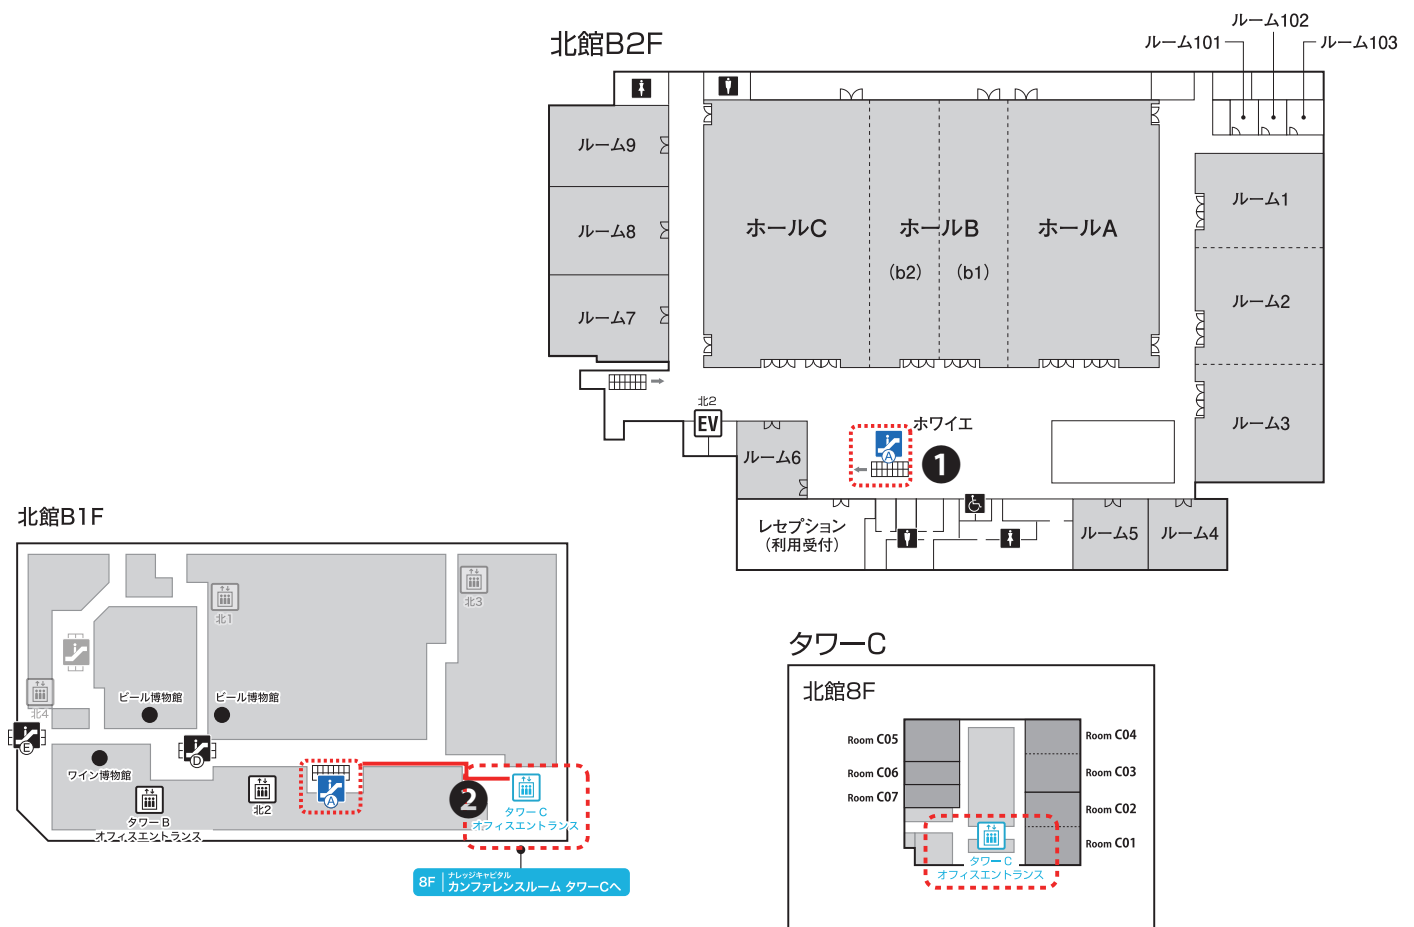 北館B2F
ルーム102
ルーム101
ルーム103
ルーム9
ルーム8
ルーム7
ホールC
ホールB
(b2)
(b1)
ホールA
ルーム1
ルーム2
ルーム3
北2
EV
ルーム6
ホワイエ
A
1
レセプション
(利用受付)
ルーム5
ルーム4
北館B1F
北1
北3
北4
ビール博物館
ビール博物館
E
D
ワイン博物館
タワーB
オフィスエントランス
北2
A
2
タワーC
オフィスエントランス
8F
ナレッジキャピタル
カンファレンスルーム タワーCへ
タワーC
北館8F
Room C05
Room C06
Room C07
Room C04
Room C03
Room C02
Room C01
タワーC
オフィスエントランス